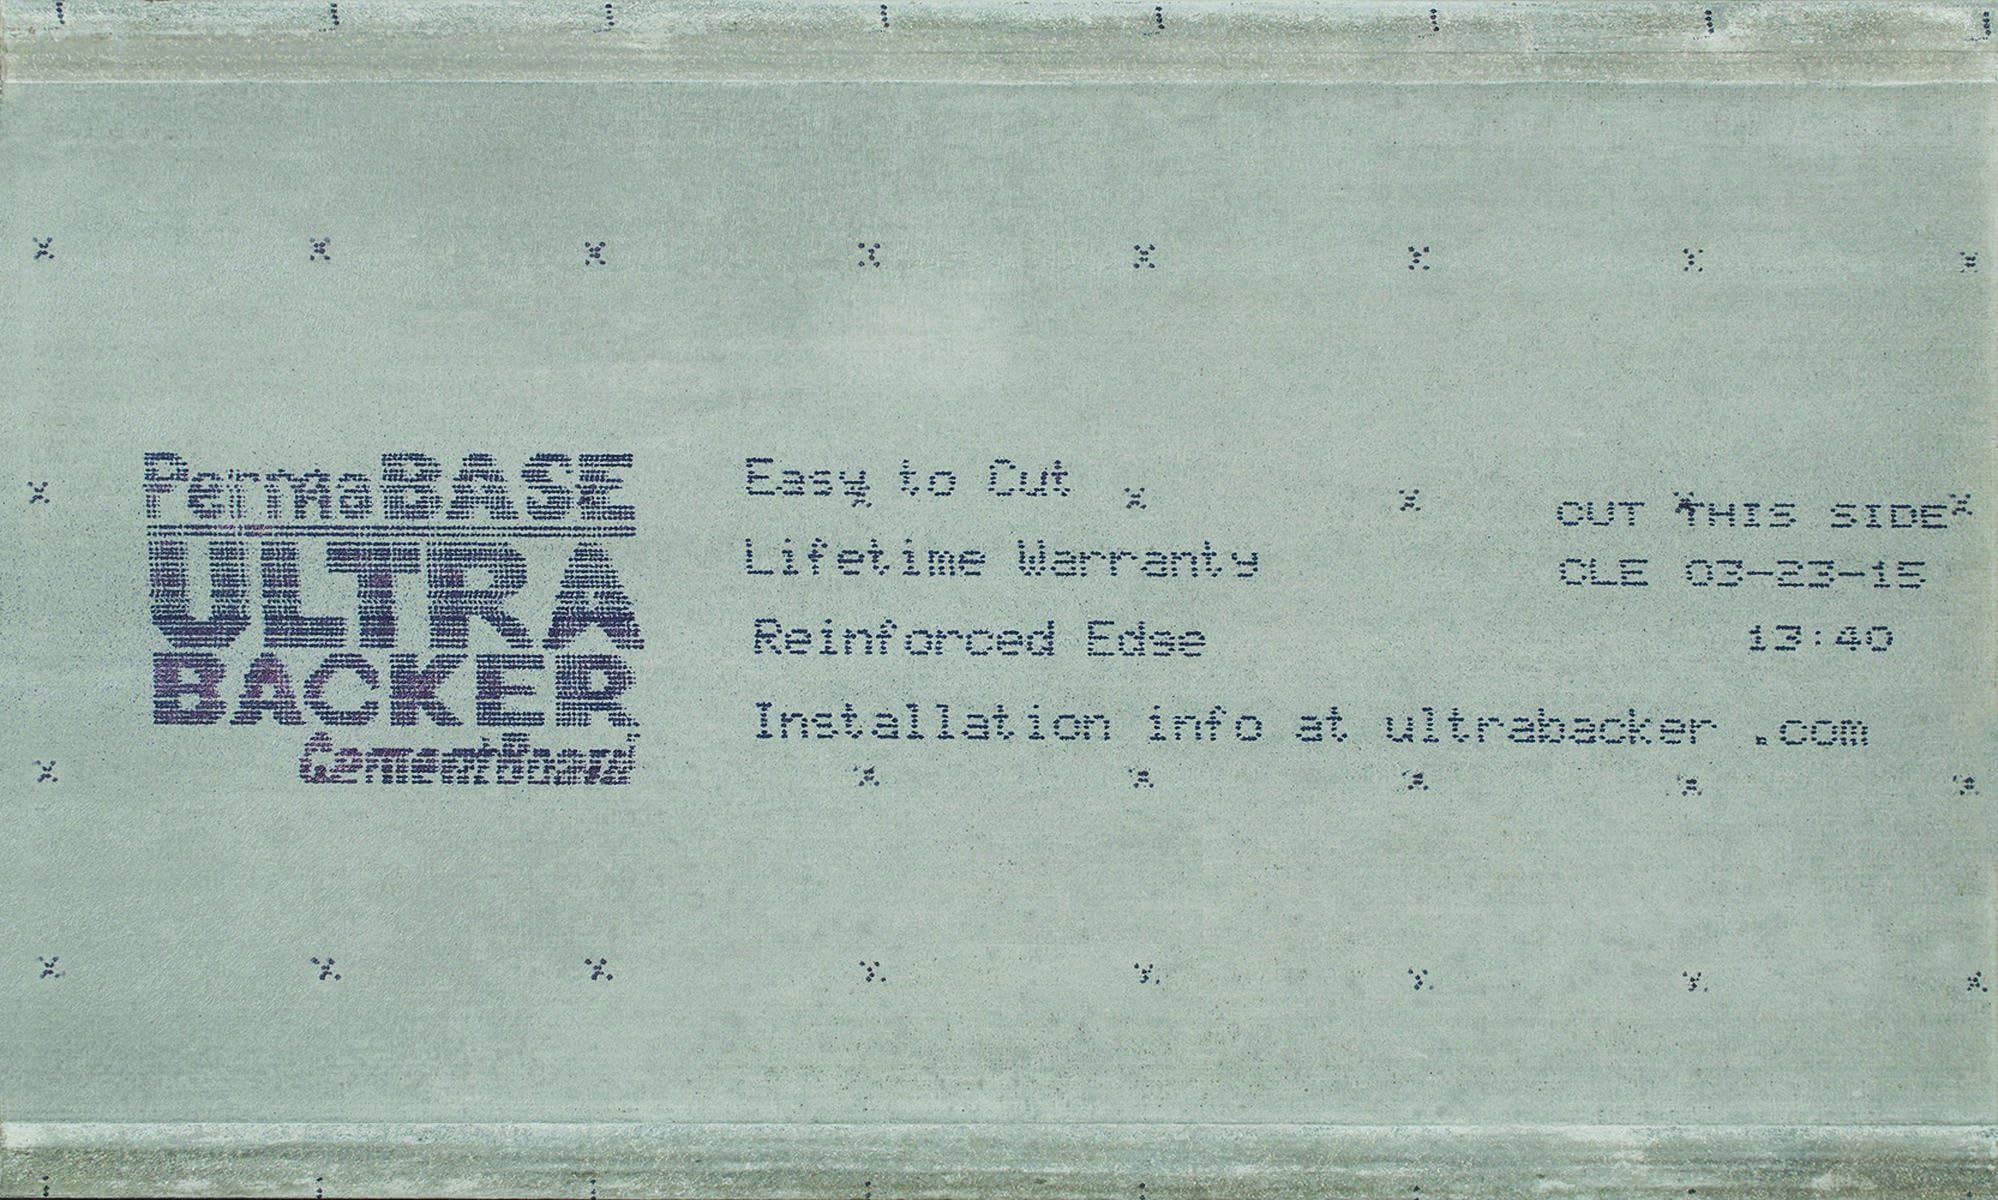 PermaBASE
ULTRA
BACKER
CementBoard
Easy to Cut
Lifetime Warranty
Reinforced Edge
Installation info at ultrabacker .com
CUT THIS SIDE
CLE 03-23-15
13:40